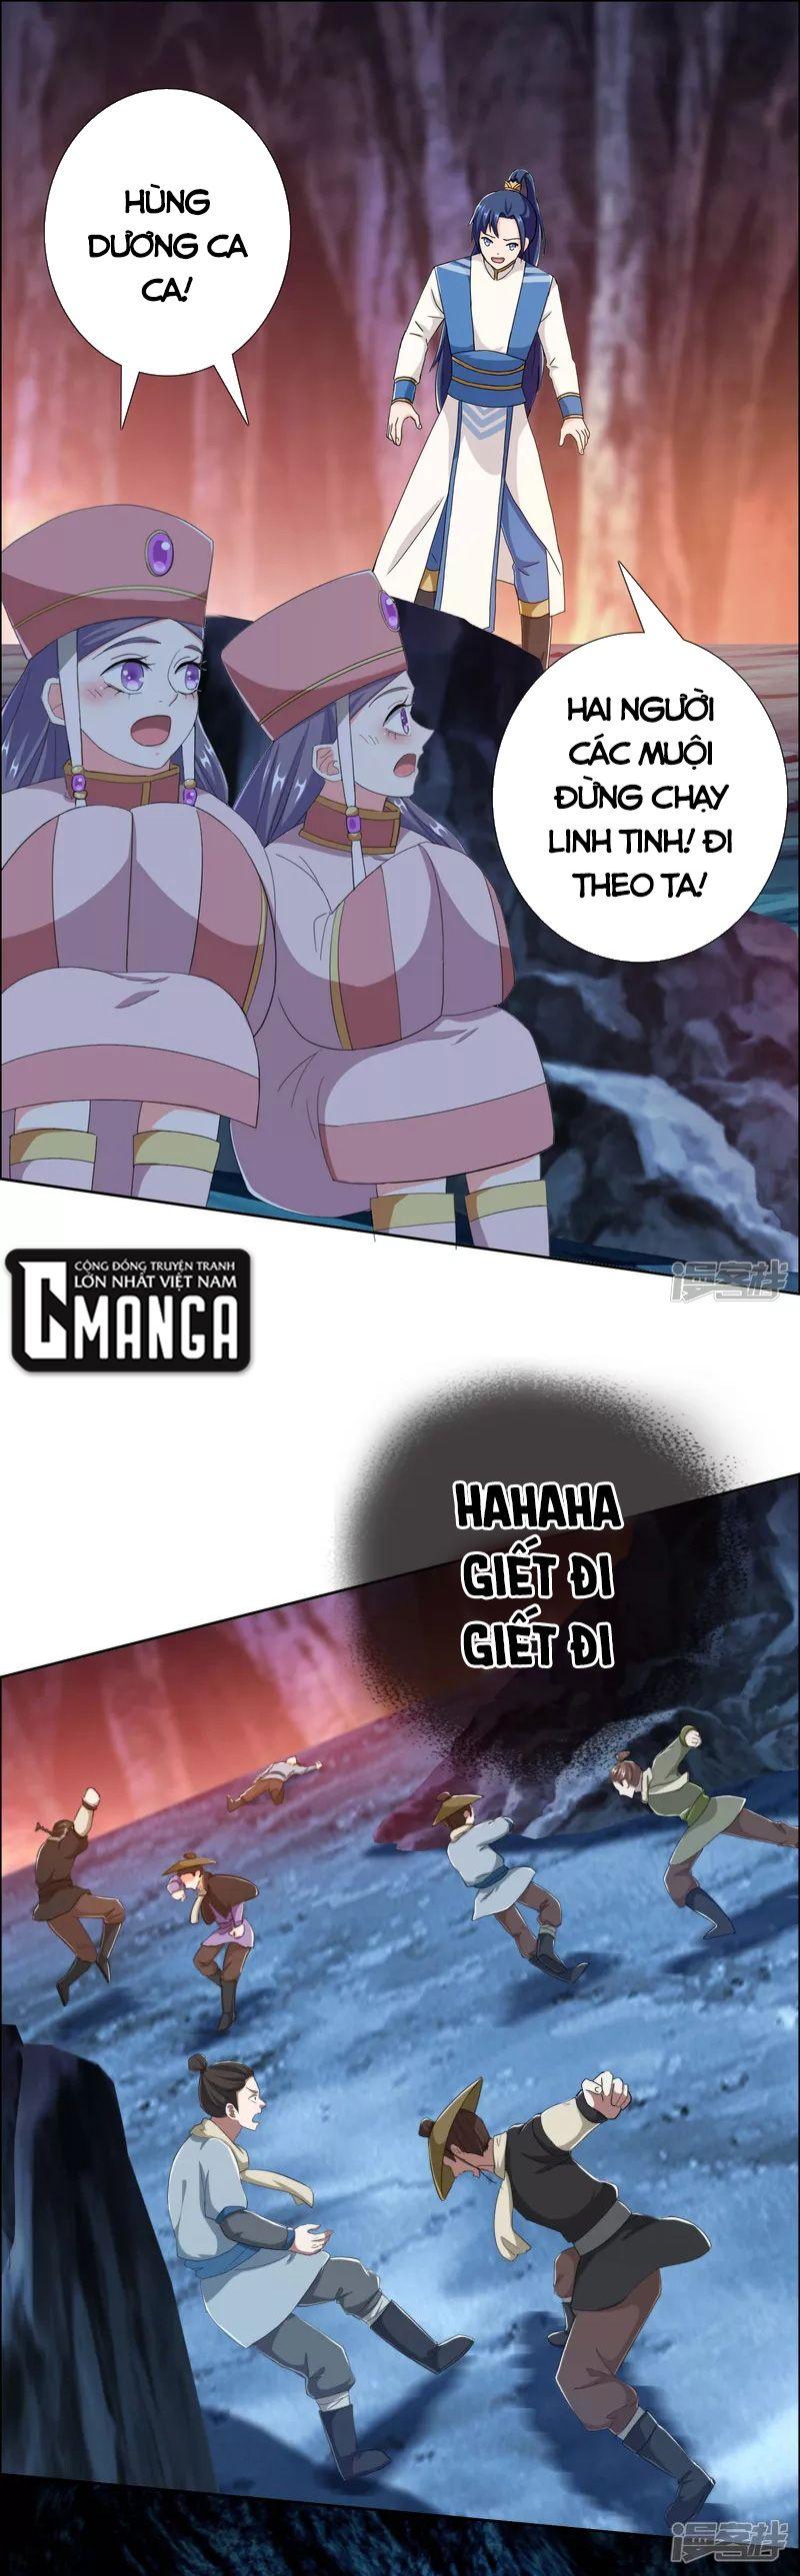 HÙNG
DƯƠNG CA
CA!
HAI NGƯỜI
CÁC MUỘI
ĐỪNG CHẠY
LINH TINH! ĐI
THEO TA!
CỘNG ĐỒNG TRUYỆN TRANH
LỚN NHẤT VIỆT NAM
CMANGA
漫客栈
HAHAHA
GIẾT ĐI
GIẾT ĐI
漫客栈